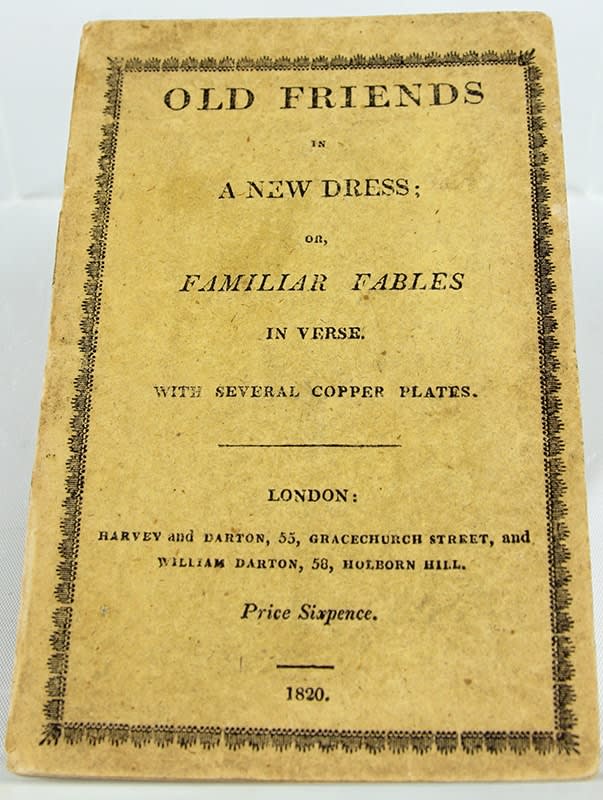 OLD FRIENDS
IN
A NEW DRESS;
OR,
FAMILIAR FABLES
IN VERSE.
WITH SEVERAL COPPER PLATES.
LONDON:
HARVEY and DARTON, 55, GRACECHURCH STREET, and
WILLIAM DARTON, 58, HOLBORN HILL.
Price Sixpence.
1820.